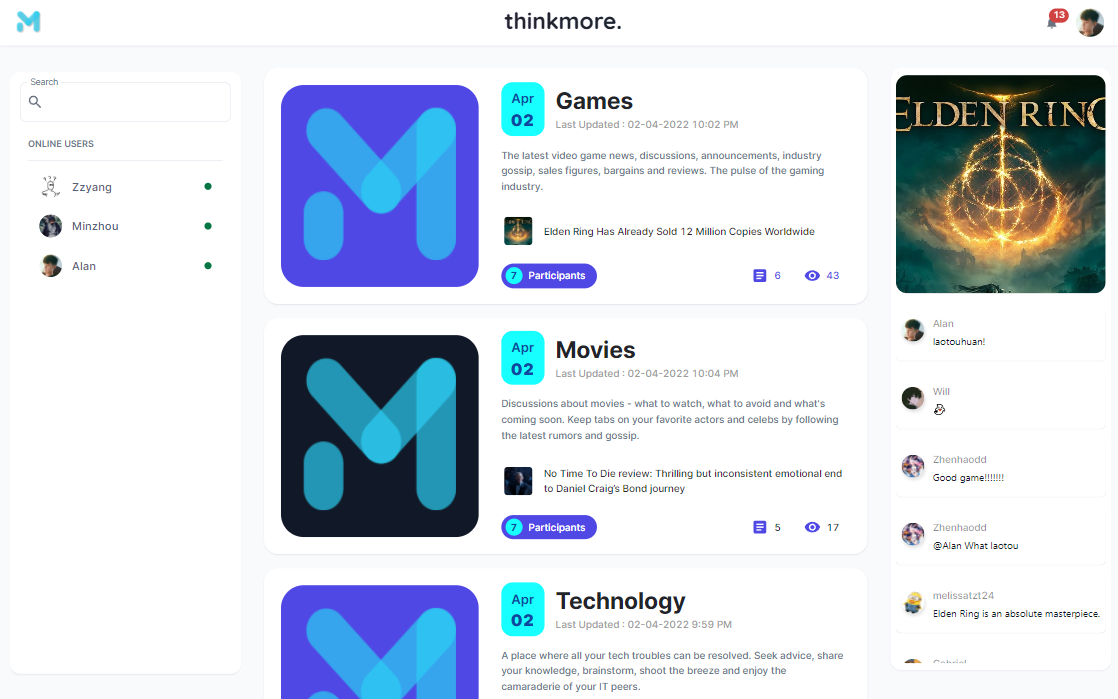 thinkmore.
13
Search
ONLINE USERS
Zzyang
Minzhou
Alan
Apr
02
Games
Last Updated : 02-04-2022 10:02 PM
The latest video game news, discussions, announcements, industry
gossip, sales figures, bargains and reviews. The pulse of the gaming
industry.
Elden Ring Has Already Sold 12 Million Copies Worldwide
7 Participants
6
43
Apr
02
Movies
Last Updated : 02-04-2022 10:04 PM
Discussions about movies - what to watch, what to avoid and what's
coming soon. Keep tabs on your favorite actors and celebs by following
the latest rumors and gossip.
No Time To Die review: Thrilling but inconsistent emotional end
to Daniel Craig's Bond journey
7 Participants
5
17
Apr
02
Technology
Last Updated : 02-04-2022 9:59 PM
A place where all your tech troubles can be resolved. Seek advice, share
your knowledge, brainstorm, shoot the breeze and enjoy the
camaraderie of your IT peers.
ELDEN RING
Alan
laotouhuan!
Will
Zhenhaodd
Good game!!!!!!!
Zhenhaodd
@Alan What laotou
melissatzt24
Elden Ring is an absolute masterpiece.